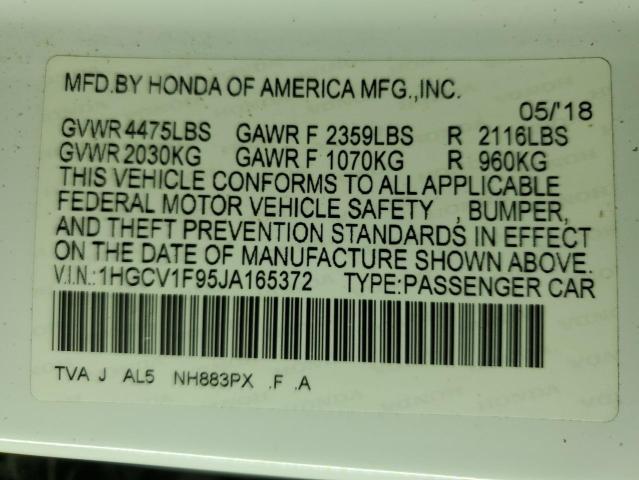 MFD.BY HONDA OF AMERICA MFG.,INC.
05/'18
GVWR 4475LBS GAWR F 2359LBS R 2116LBS
GVWR 2030KG GAWR F 1070KG R 960KG
THIS VEHICLE CONFORMS TO ALL APPLICABLE
FEDERAL MOTOR VEHICLE SAFETY , BUMPER,
AND THEFT PREVENTION STANDARDS IN EFFECT
ON THE DATE OF MANUFACTURE SHOWN ABOVE.
V.I.N.:1HGCV1F95JA165372 TYPE:PASSENGER CAR
TVA J AL5 NH883PX .F .A